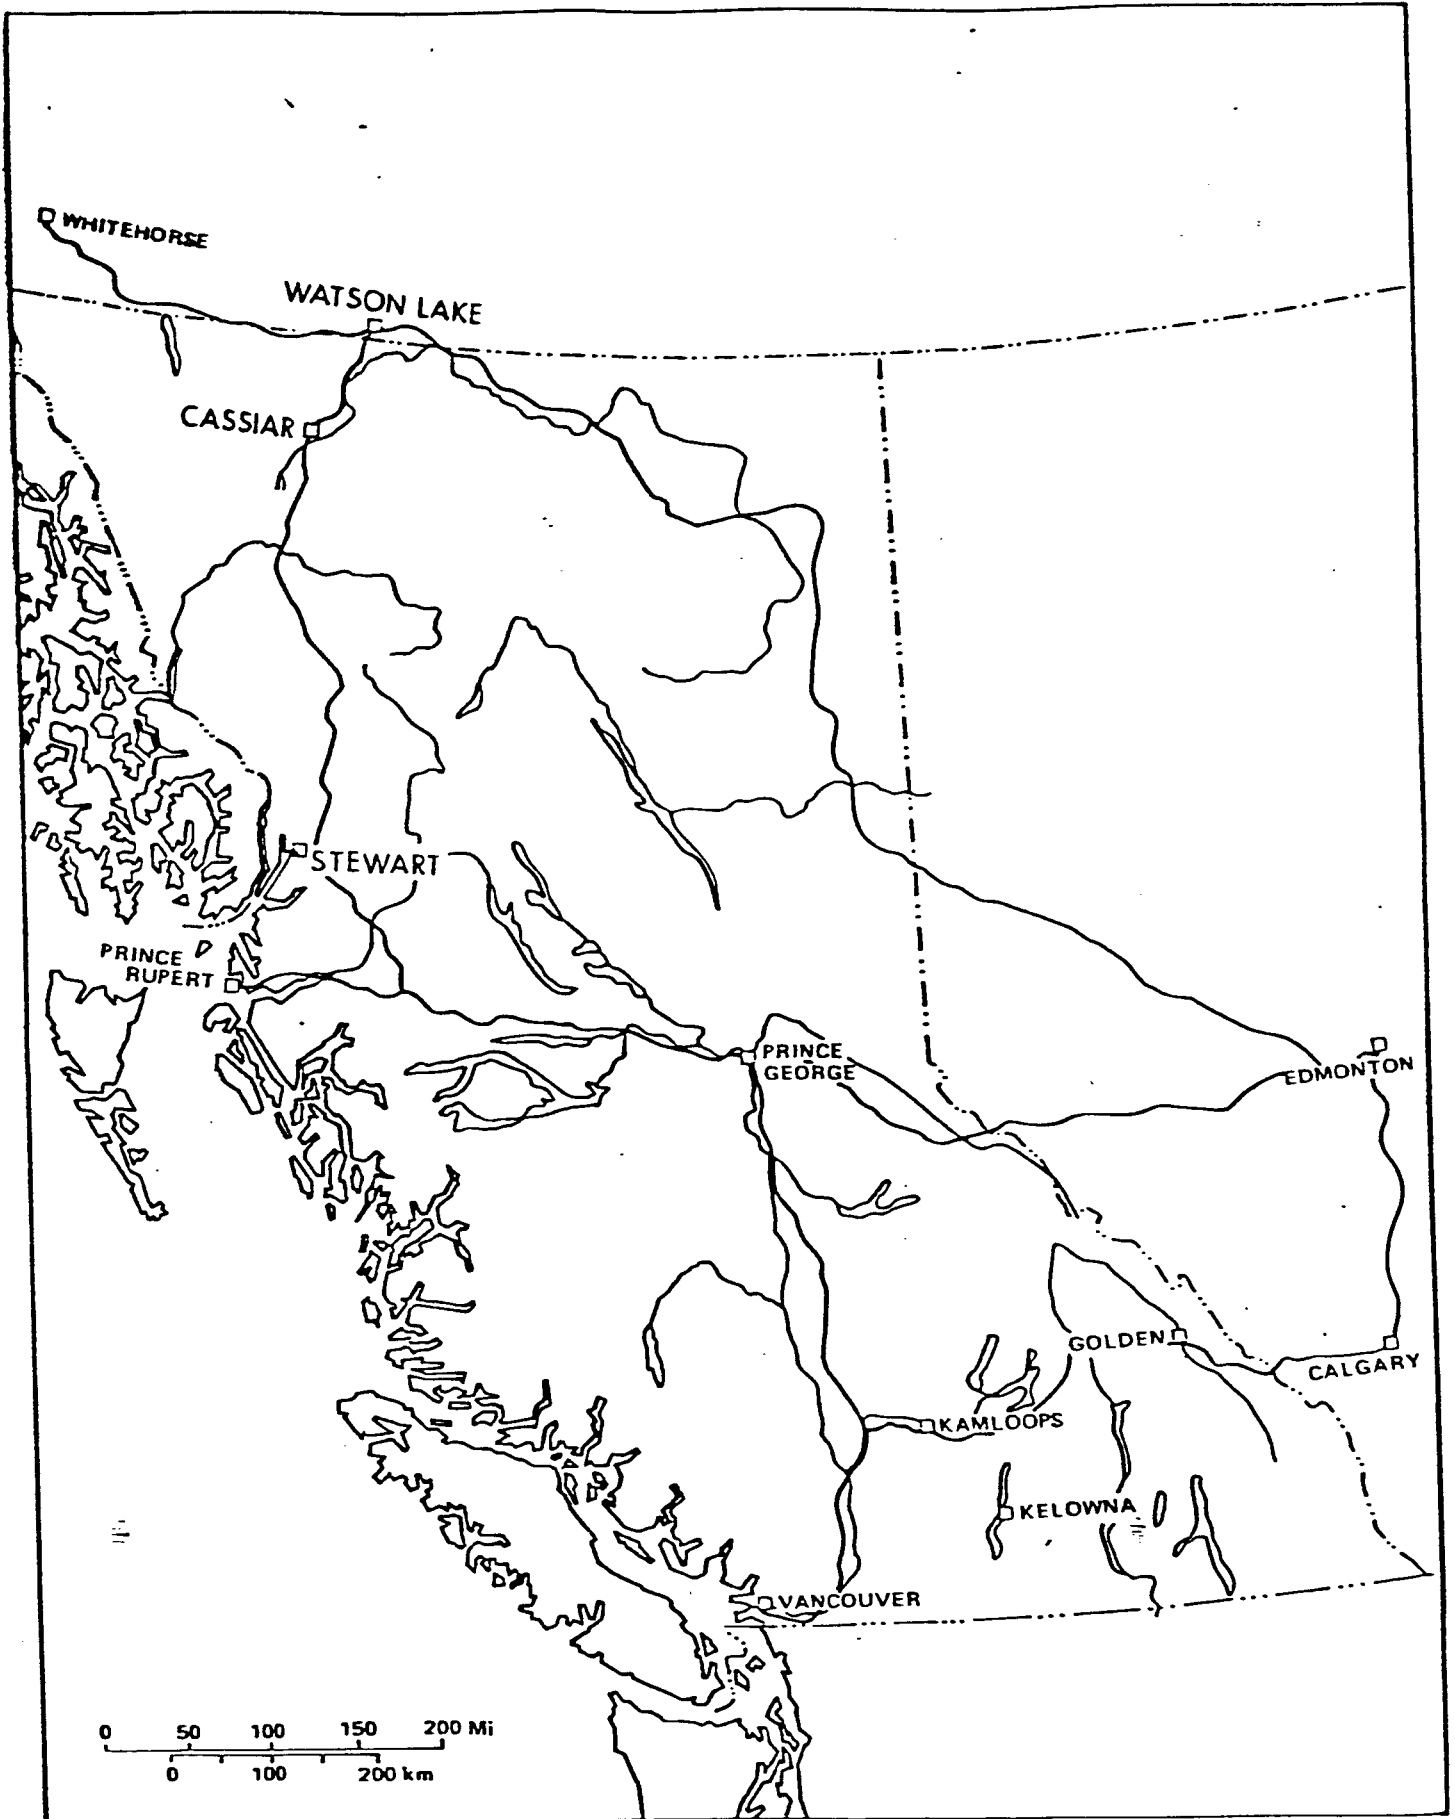 WHITEHORSE
WATSON LAKE
CASSIAR
STEWART
PRINCE
RUPERT
PRINCE
GEORGE
EDMONTON
GOLDEN
CALGARY
KAMLOOPS
KELOWNA
VANCOUVER
0 50 100 150 200 Mi
0 100 200 km